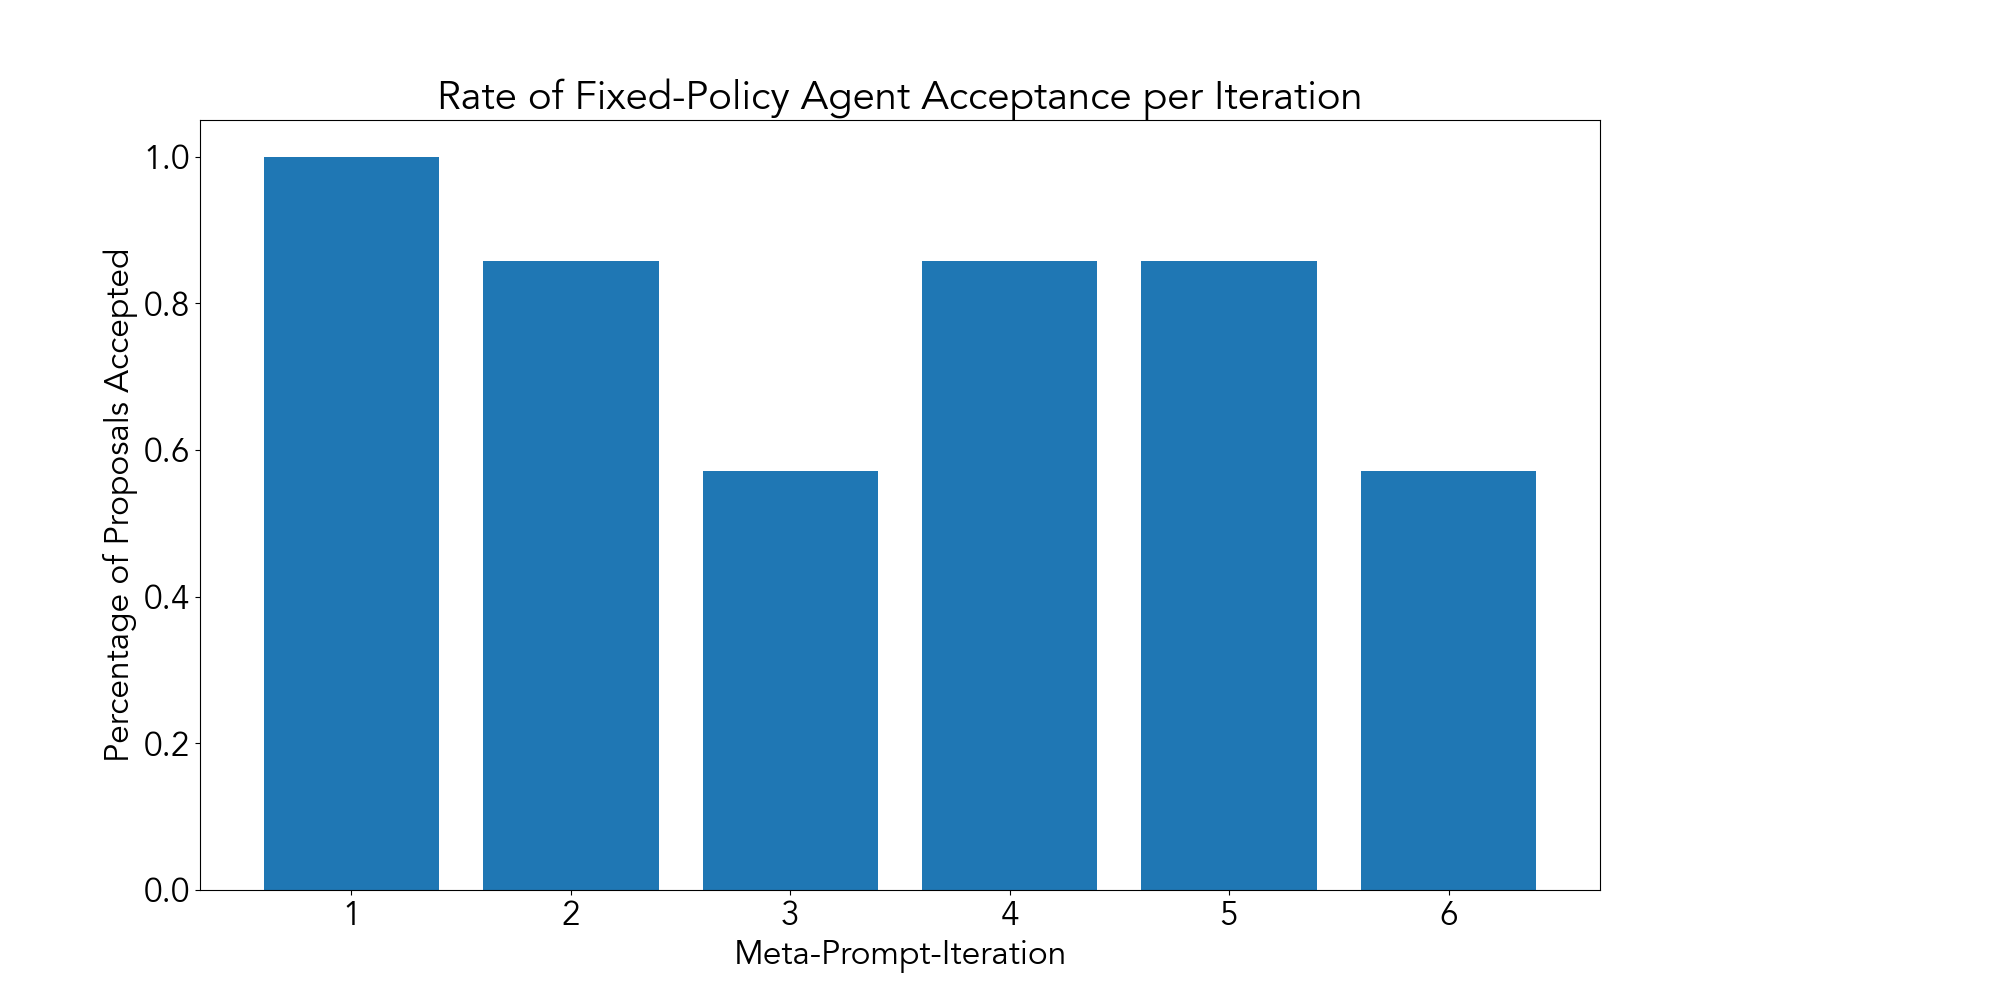 Rate of Fixed-Policy Agent Acceptance per Iteration
Percentage of Proposals Accepted
1.0
0.8
0.6
0.4
0.2
0.0
1 2 3 4 5 6
Meta-Prompt-Iteration